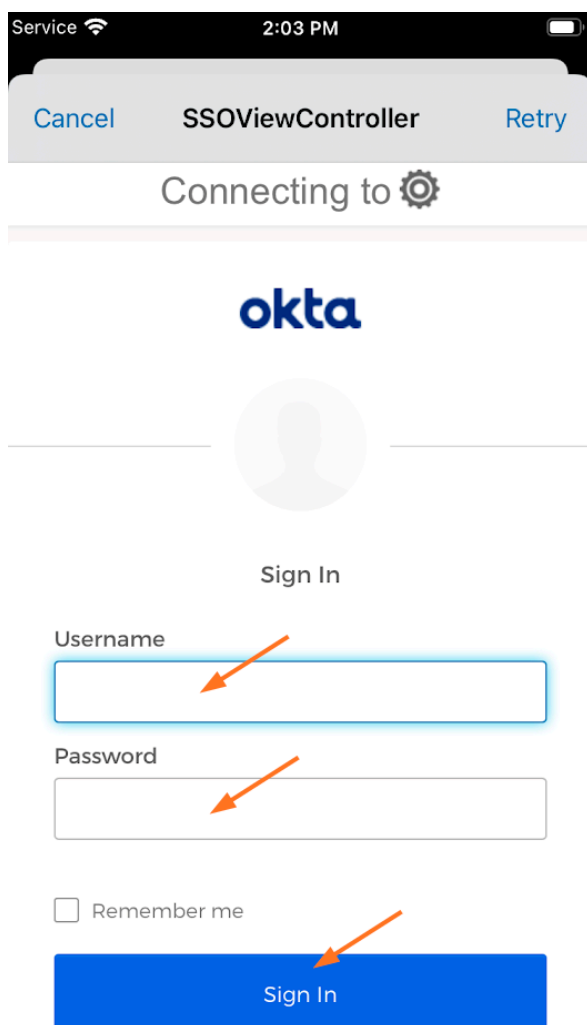 Service 2:03 PM
Cancel SSOViewController Retry
Connecting to
okta
Sign In
Username
Password
Remember me
Sign In